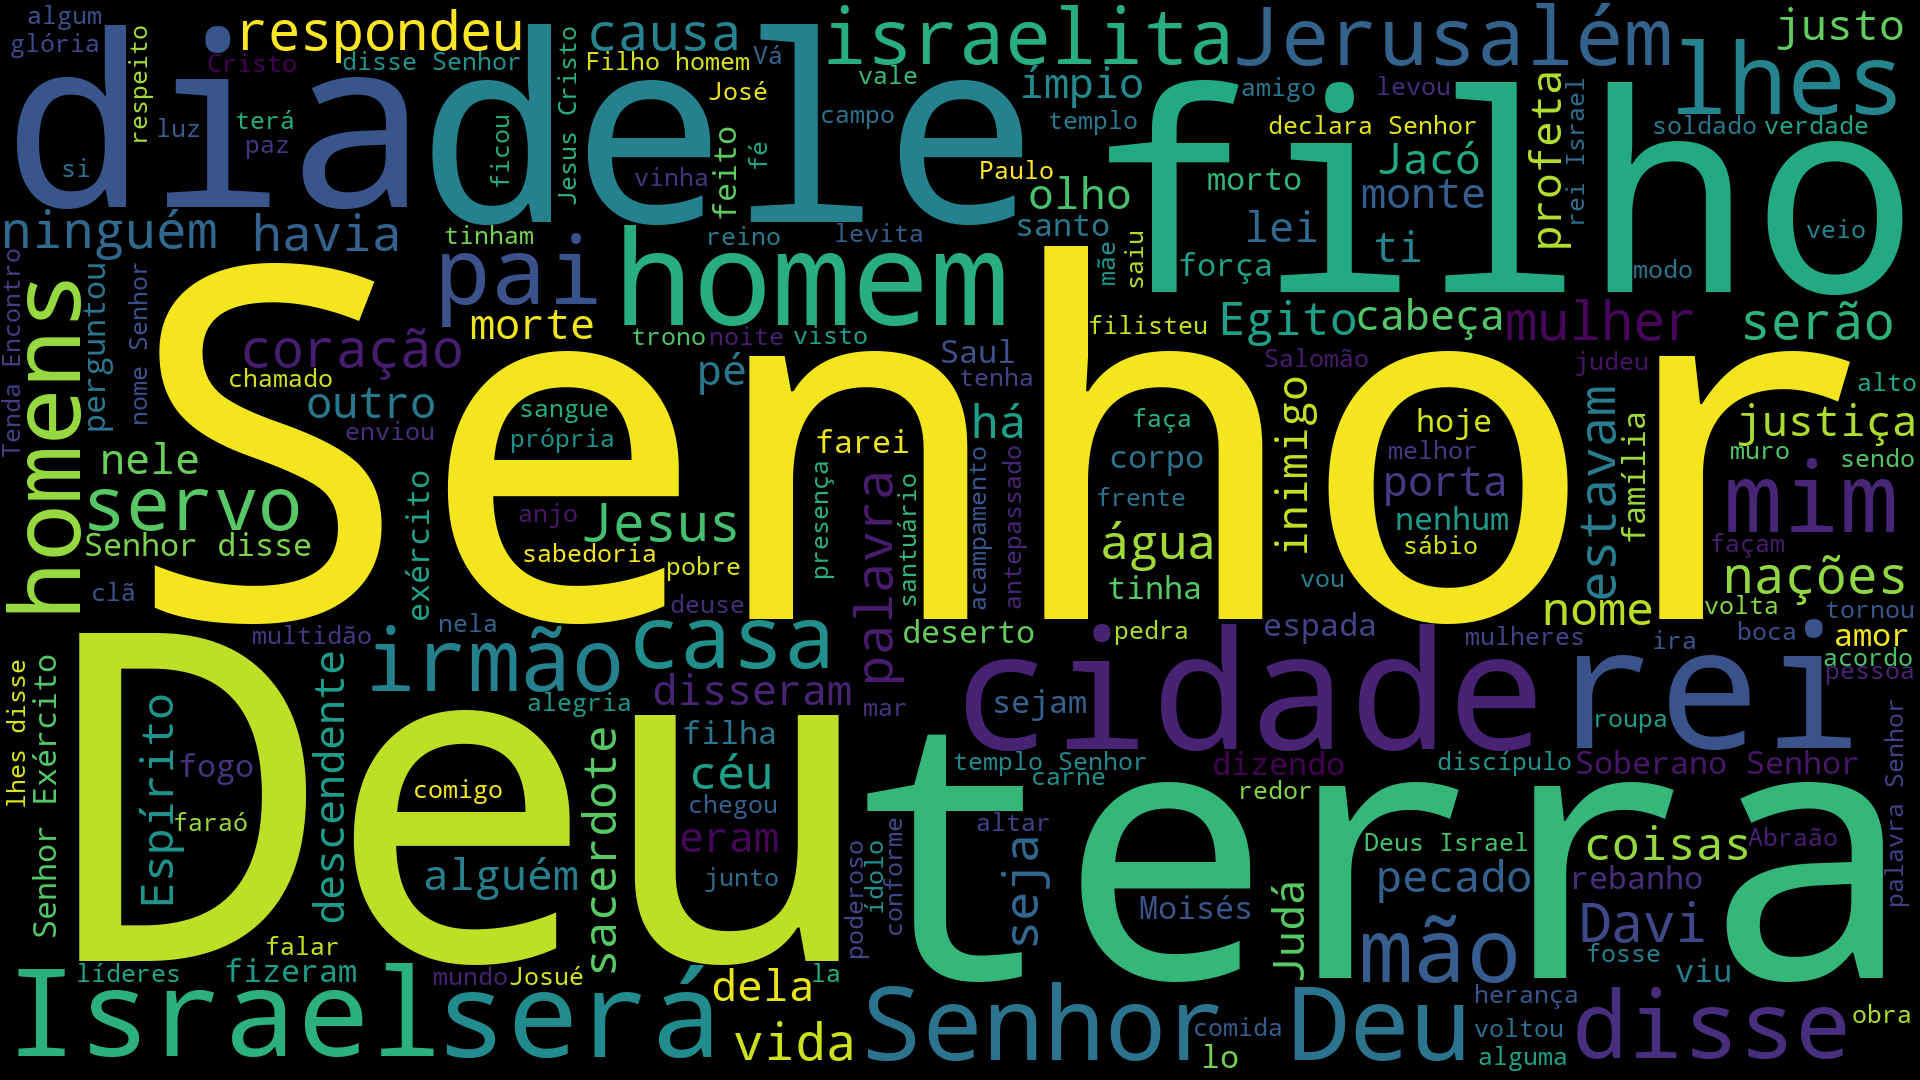 algum
glória
respeito
respondeu
Cristo
disse Senhor
causa
Vá
Filho homem
José
israelita
vale
campo
Jerusalém
ímpio
templo
amigo
levou
declara Senhor
justo
lhes
soldado
verdade
dia
dele
filho
si
luz
terá
paz
ficou
Jesus Cristo
vinha
feito
fé
Paulo
olho
santo
morto
Jacó
monte
profeta
rei Israel
veio
ninguém
havia
tinham
pai
reino
levita
homem
mãe
saiu
força
lei
ti
modo
Tenda Encontro
homens
perguntou
nome Senhor
coração
morte
trono
noite
visto
filisteu
Egito
cabeça
mulher
serão
chamado
outro
enviou
pé
Saul
tenha
Salomão
judeu
alto
Senhor
sangue
própria
farei
há
faça
corpo
frente
inimigo
hoje
melhor
porta
nenhum
sábio
estavam
família
justiça
muro
sendo
nele
servo
Senhor disse
clã
exército
anjo
Jesus
sabedoria
pobre
presença
palavra
santuário
acampamento
antepassado
água
tinha
vou
mim
façam
nações
nome
volta
tornou
multidão
nela
irmão
alegria
deuse
casa
disseram
deserto
pedra
espada
mulheres
ira
boca
amor
acordo
pessoa
lhes disse
Senhor Exército
Deu
Espírito
fogo
faraó
descendente
comigo
alguém
sacerdote
filha
céu
chegou
eram
junto
mar
cidade
sejam
rei
roupa
templo Senhor
carne
dizendo
redor
discípulo
Soberano Senhor
palavra Senhor
terra
poderoso
ídolo
conforme
altar
seja
Moisés
Judá
Deus Israel
pecado
coisas
Abraão
rebanho
mão
Davi
fosse
viu
falar
líderes
fizeram
mundo
Josué
dela
la
Israel
será
vida
Senhor
comida
lo
Deu
herança
voltou
alguma
disse
obra